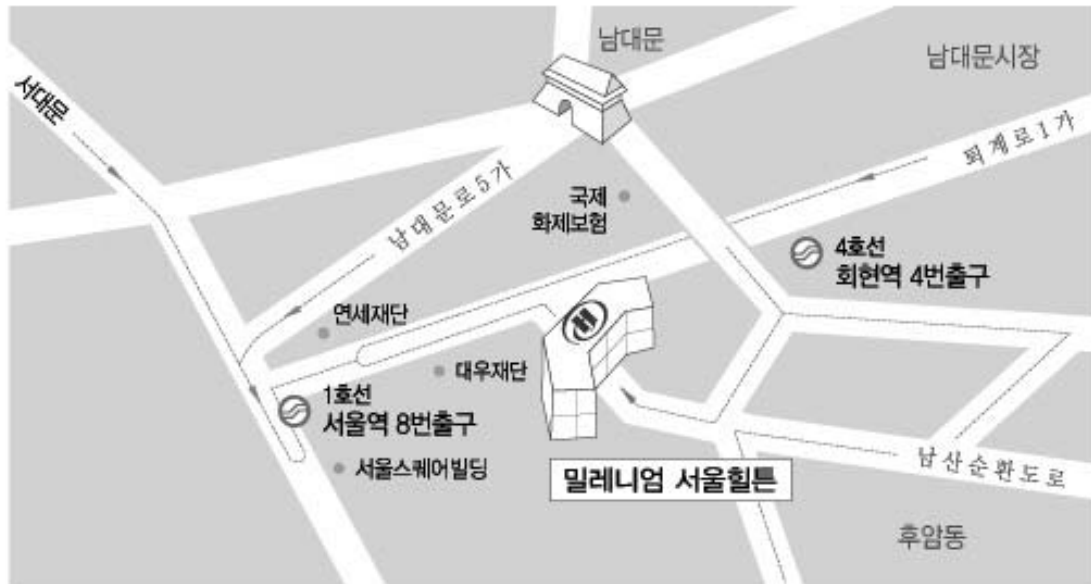 남대문
남대문시장
서대문
퇴계로1가
남대문로5가
국제
화재보험
4호선
회현역 4번출구
연세재단
H
대우재단
1호선
서울역 8번출구
서울스퀘어빌딩
밀레니엄 서울힐튼
남산순환도로
후암동